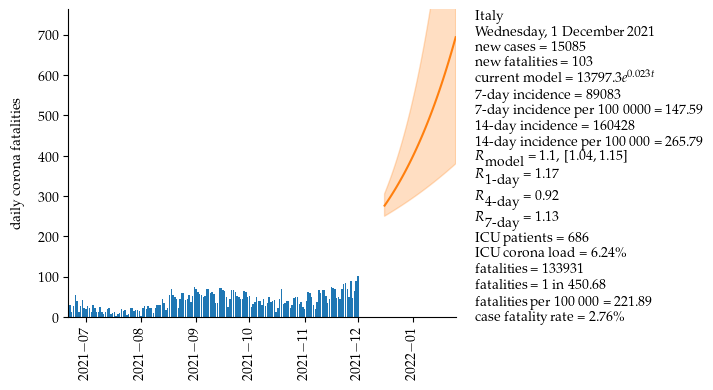 daily corona fatalities
700
600
500
400
300
200
100
0
2021−07
2021−08
2021−09
2021−10
2021−11
2021−12
2022−01
Italy
Wednesday, 1 December 2021
new cases = 15085
new fatalities = 103
current model = 13797.3e^0.023t
7-day incidence = 89083
7-day incidence per 100 0000 = 147.59
14-day incidence = 160428
14-day incidence per 100 000 = 265.79
R_model = 1.1, [1.04, 1.15]
R_1-day = 1.17
R_4-day = 0.92
R_7-day = 1.13
ICU patients = 686
ICU corona load = 6.24%
fatalities = 133931
fatalities = 1 in 450.68
fatalities per 100 000 = 221.89
case fatality rate = 2.76%